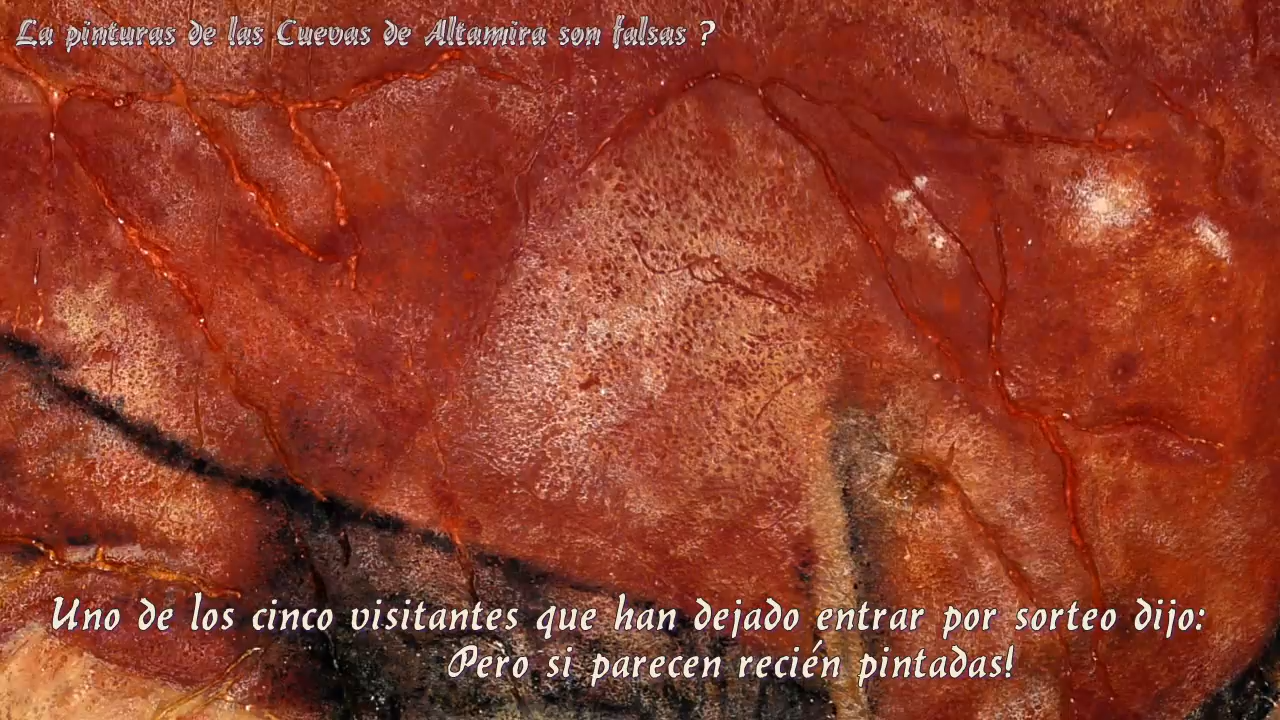 La pinturas de las Cuevas de Altamira son falsas ?
Uno de los cinco visitantes que han dejado entrar por sorteo dijo:
Pero si parecen recién pintadas!